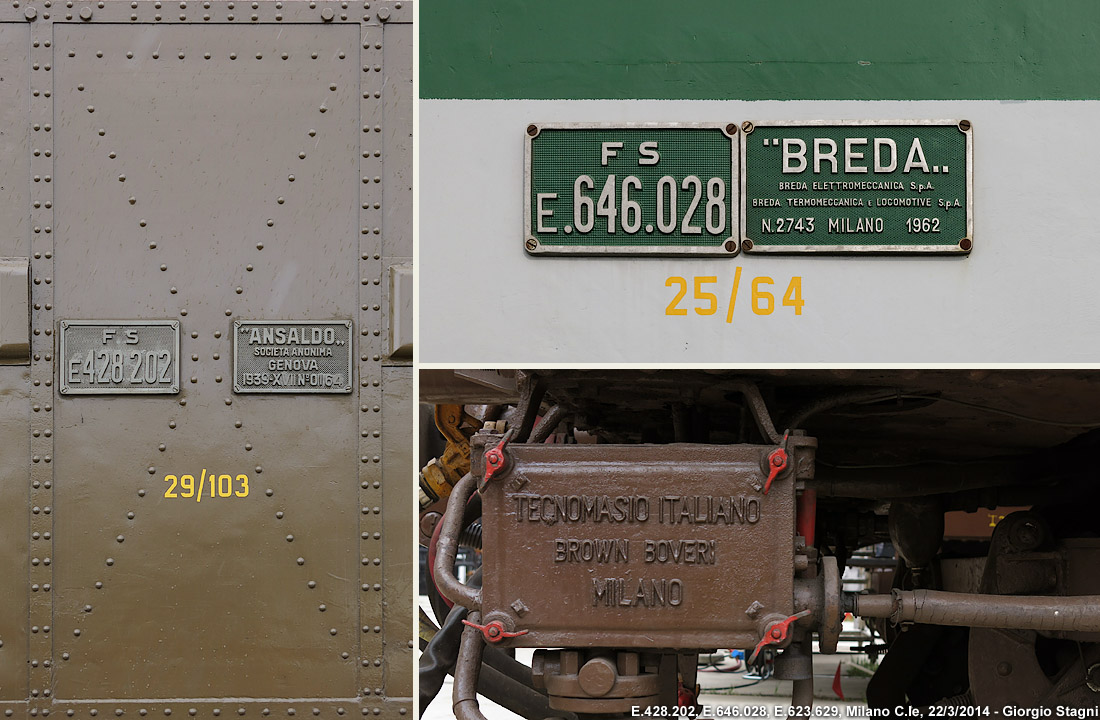 F S
E428 202
"ANSALDO„
SOCIETÀ ANONIMA
GENOVA
1939-XVII N° 01164
29/103
F S
E.646.028
"BREDA„
BREDA ELETTROMECCANICA S.p.A.
BREDA TERMOMECCANICA E LOCOMOTIVE S.p.A.
N.2743 MILANO 1962
25/64
TECNOMASIO ITALIANO
BROWN BOVERI
MILANO
E.428.202, E.646.028, E.623.629, Milano C.le, 22/3/2014 - Giorgio Stagni